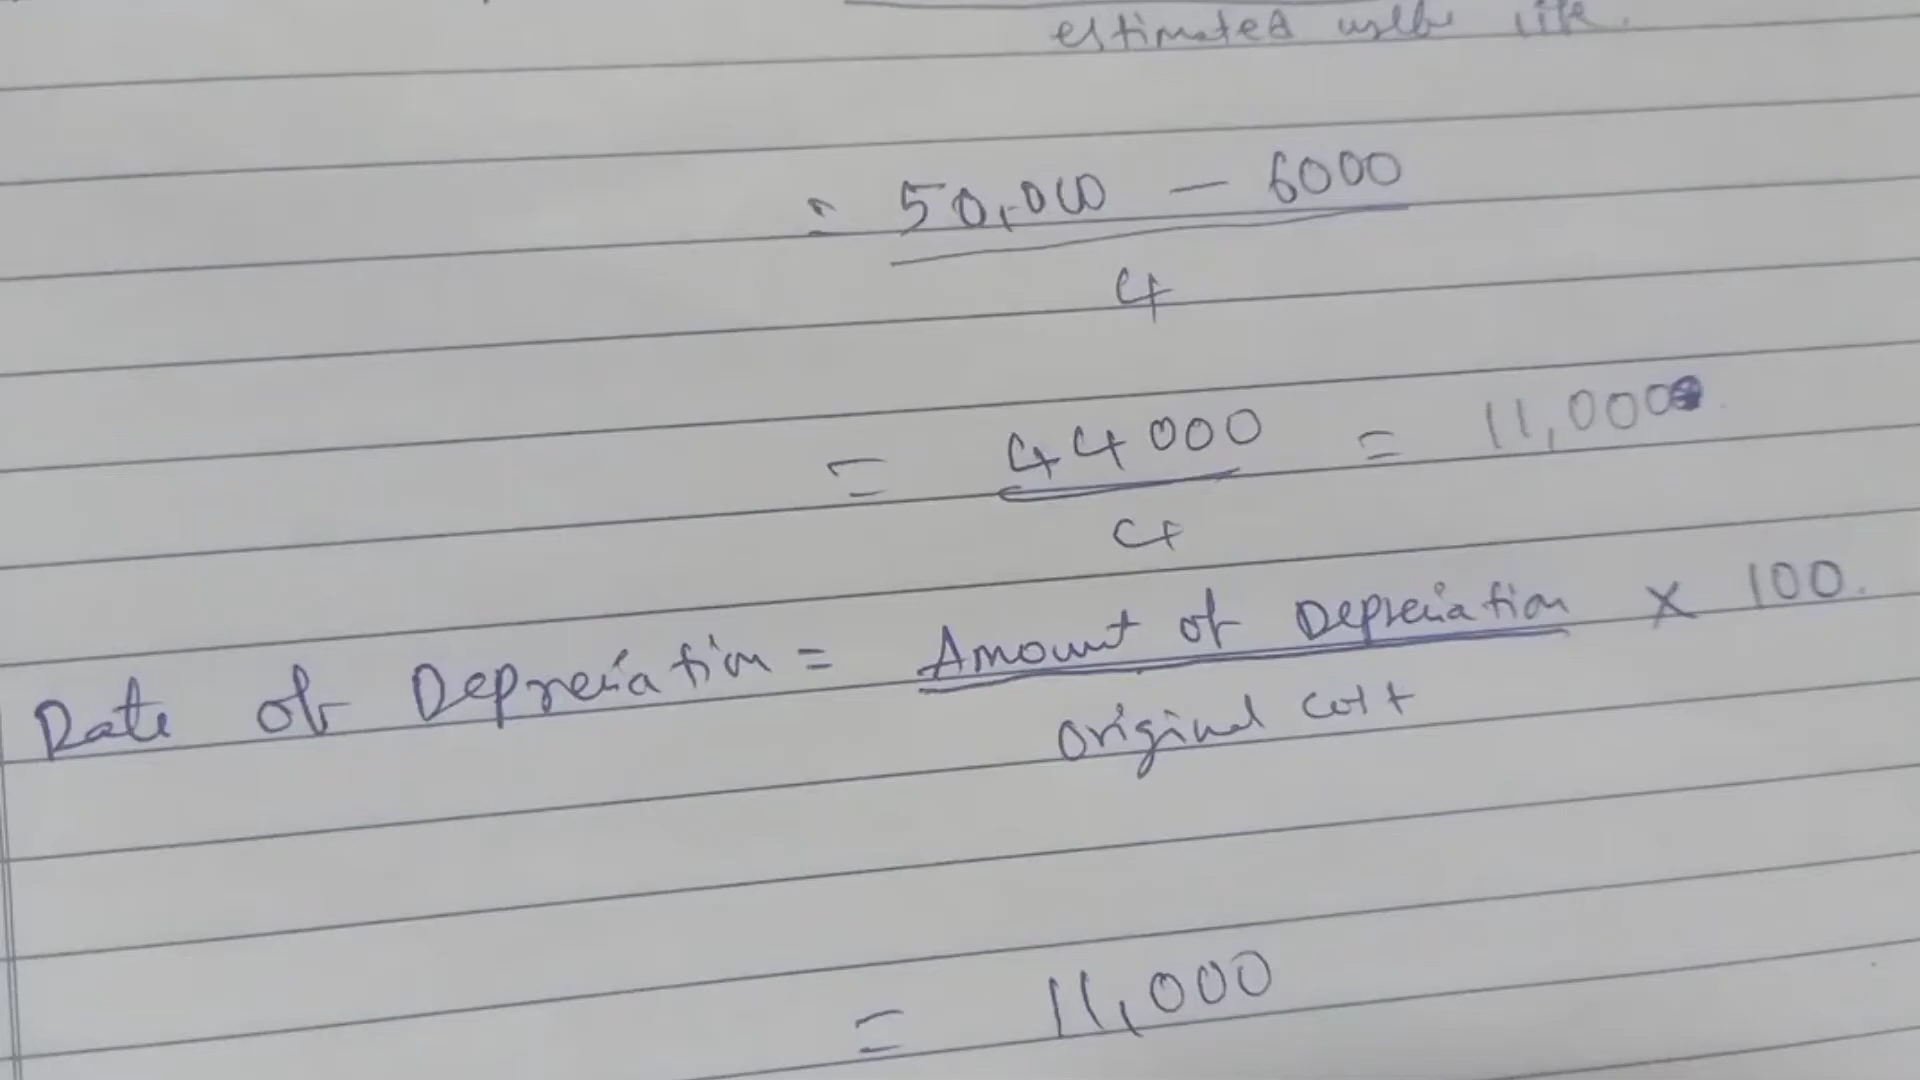 estimated useful life.
= 50,000 — 6000
4
= 44000 = 11,000
4
Rate of Depreciation = Amount of Depreciation × 100.
Original Cost
= 11,000